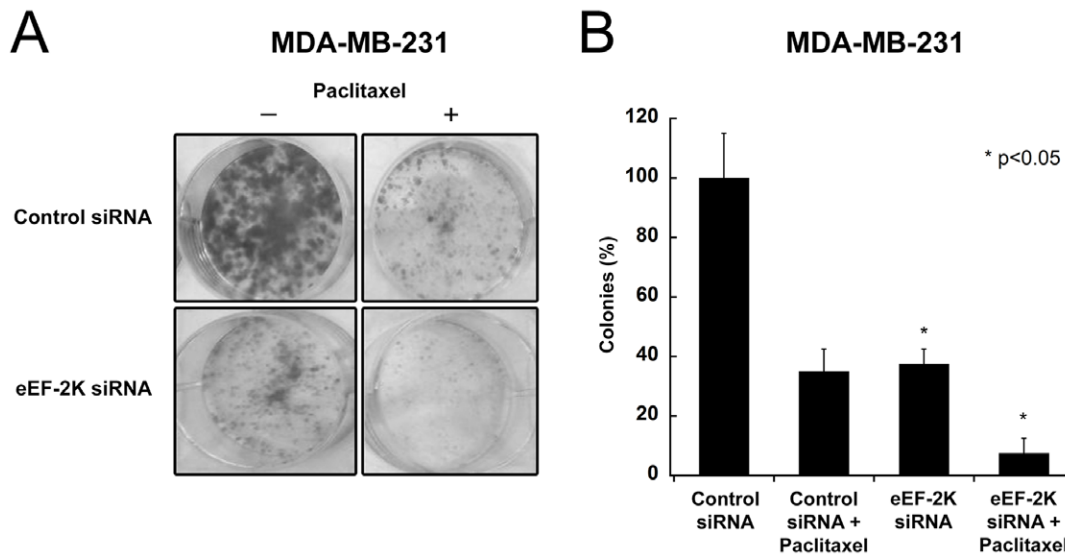 A
MDA-MB-231
Paclitaxel
− +
Control siRNA
eEF-2K siRNA
B
MDA-MB-231
120
100
80
60
40
20
0
Colonies (%)
* p<0.05
*
*
Control
siRNA
Control
siRNA +
Paclitaxel
eEF-2K
siRNA
eEF-2K
siRNA +
Paclitaxel